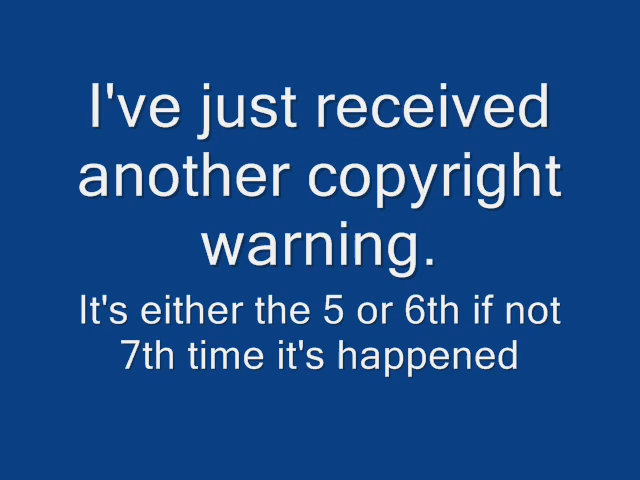 I've just received
another copyright
warning.
It's either the 5 or 6th if not
7th time it's happened